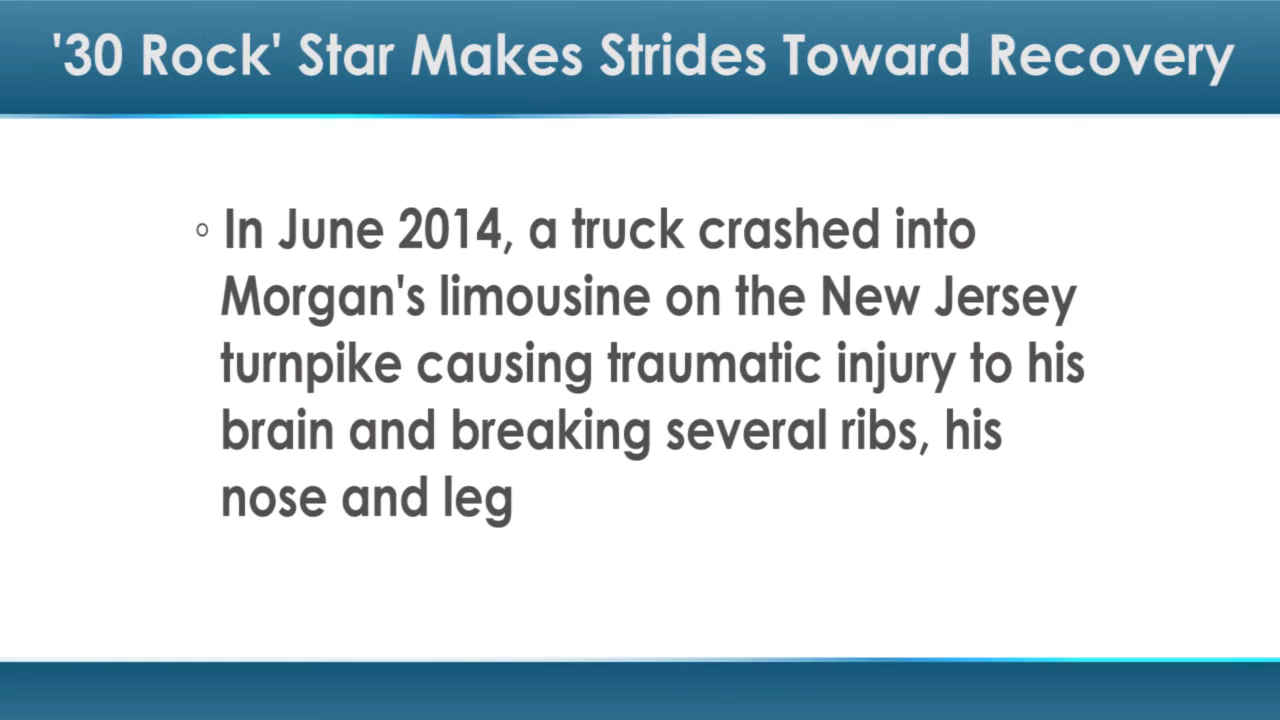 '30 Rock' Star Makes Strides Toward Recovery
◦ In June 2014, a truck crashed into
Morgan's limousine on the New Jersey
turnpike causing traumatic injury to his
brain and breaking several ribs, his
nose and leg